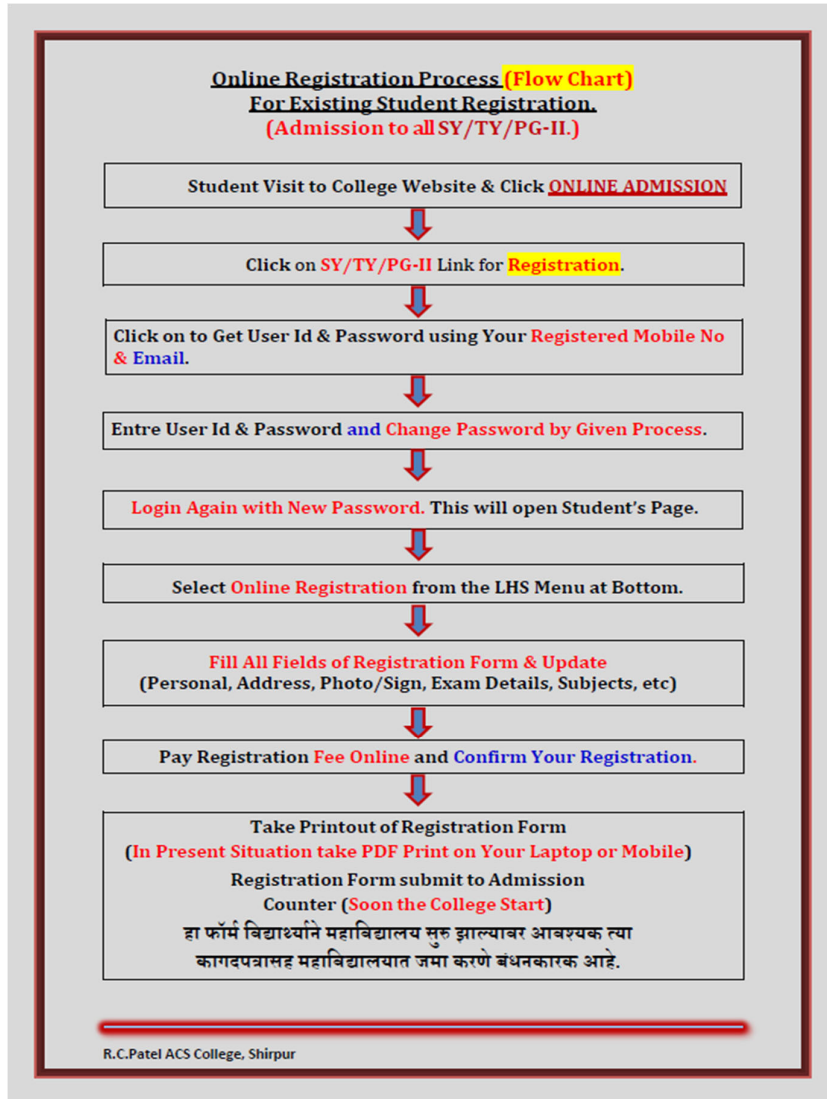 Online Registration Process (Flow Chart)
For Existing Student Registration.
(Admission to all SY/TY/PG-II.)
Student Visit to College Website & Click ONLINE ADMISSION
Click on SY/TY/PG-II Link for Registration.
Click on to Get User Id & Password using Your Registered Mobile No
& Email.
Entre User Id & Password and Change Password by Given Process.
Login Again with New Password. This will open Student's Page.
Select Online Registration from the LHS Menu at Bottom.
Fill All Fields of Registration Form & Update
(Personal, Address, Photo/Sign, Exam Details, Subjects, etc)
Pay Registration Fee Online and Confirm Your Registration.
Take Printout of Registration Form
(In Present Situation take PDF Print on Your Laptop or Mobile)
Registration Form submit to Admission
Counter (Soon the College Start)
हा फॉर्म विद्यार्थ्याने महाविद्यालय सुरु झाल्यावर आवश्यक त्या
कागदपत्रासह महाविद्यालयात जमा करणे बंधनकारक आहे.
R.C.Patel ACS College, Shirpur